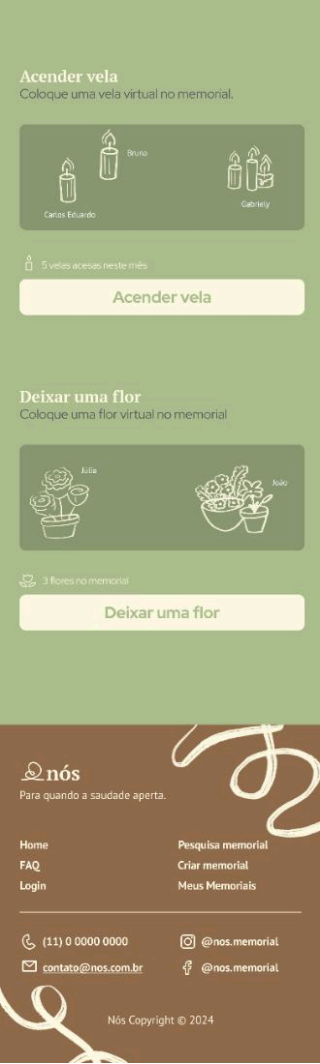 Acender vela
Coloque uma vela virtual no memorial.
Bruno
Carlos Eduardo
Gabriely
5 velas acesas neste mês
Acender vela
Deixar uma flor
Coloque uma flor virtual no memorial
Júlia
João
3 flores no memorial
Deixar uma flor
nós
Para quando a saudade aperta.
Home
Pesquisa memorial
FAQ
Criar memorial
Login
Meus Memoriais
(11) 0 0000 0000
@nos.memorial
contato@nos.com.br
@nos.memorial
Nós Copyright © 2024